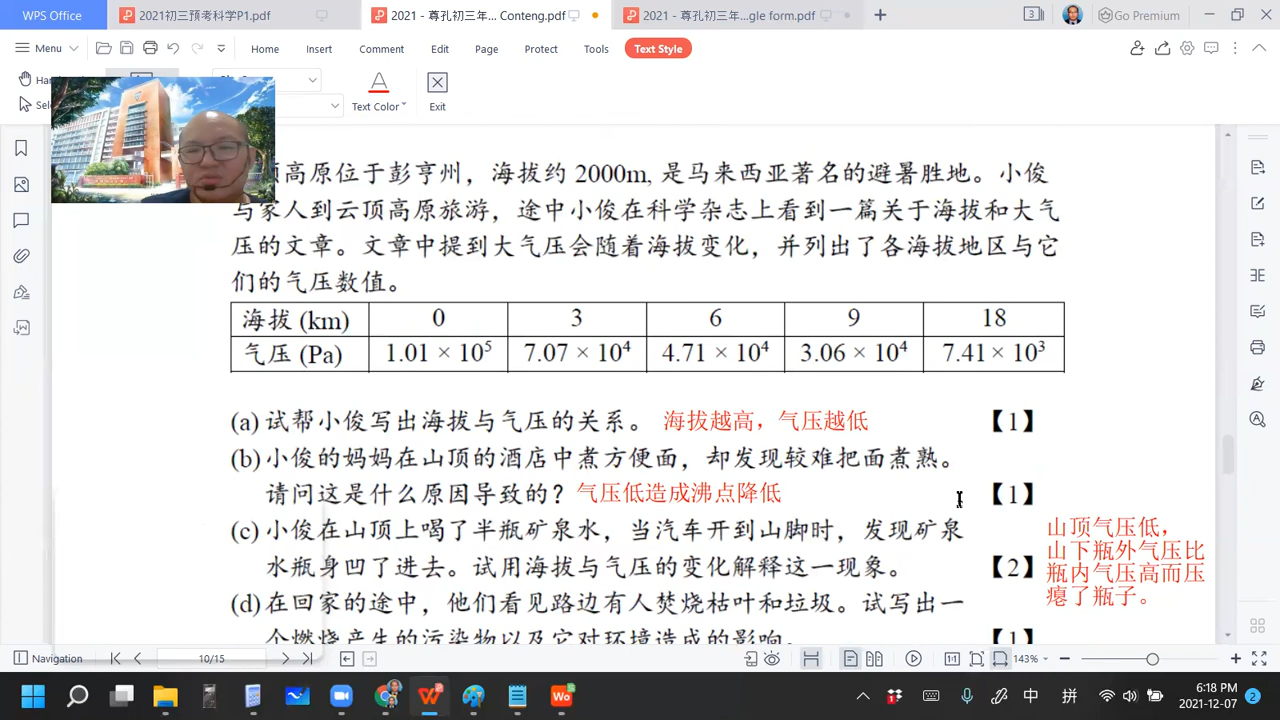 WPS Office
2021初三预考科学P1.pdf
2021 - 尊孔初三年... Conteng.pdf
2021 - 尊孔初三年...gle form.pdf
3
Go Premium
Menu
Home
Insert
Comment
Edit
Page
Protect
Tools
Text Style
Text Color
Exit
高原位于彭亨州，海拔约 2000m, 是马来西亚著名的避暑胜地。小俊
与家人到云顶高原旅游，途中小俊在科学杂志上看到一篇关于海拔和大气
压的文章。文章中提到大气压会随着海拔变化，并列出了各海拔地区与它
们的气压数值。
海拔 (km) 0 3 6 9 18
气压 (Pa) 1.01 × 10⁵ 7.07 × 10⁴ 4.71 × 10⁴ 3.06 × 10⁴ 7.41 × 10³
(a) 试帮小俊写出海拔与气压的关系。 海拔越高，气压越低 【1】
(b) 小俊的妈妈在山顶的酒店中煮方便面，却发现较难把面煮熟。
请问这是什么原因导致的？ 气压低造成沸点降低 【1】
(c) 小俊在山顶上喝了半瓶矿泉水，当汽车开到山脚时，发现矿泉
水瓶身凹了进去。试用海拔与气压的变化解释这一现象。 【2】
山顶气压低，
山下瓶外气压比
瓶内气压高而压
瘪了瓶子。
(d) 在回家的途中，他们看见路边有人焚烧枯叶和垃圾。试写出一
个燃烧产生的污染物以及它对环境造成的影响。 【1】
Navigation
10/15
143%
中
拼
6:18 PM
2021-12-07
2